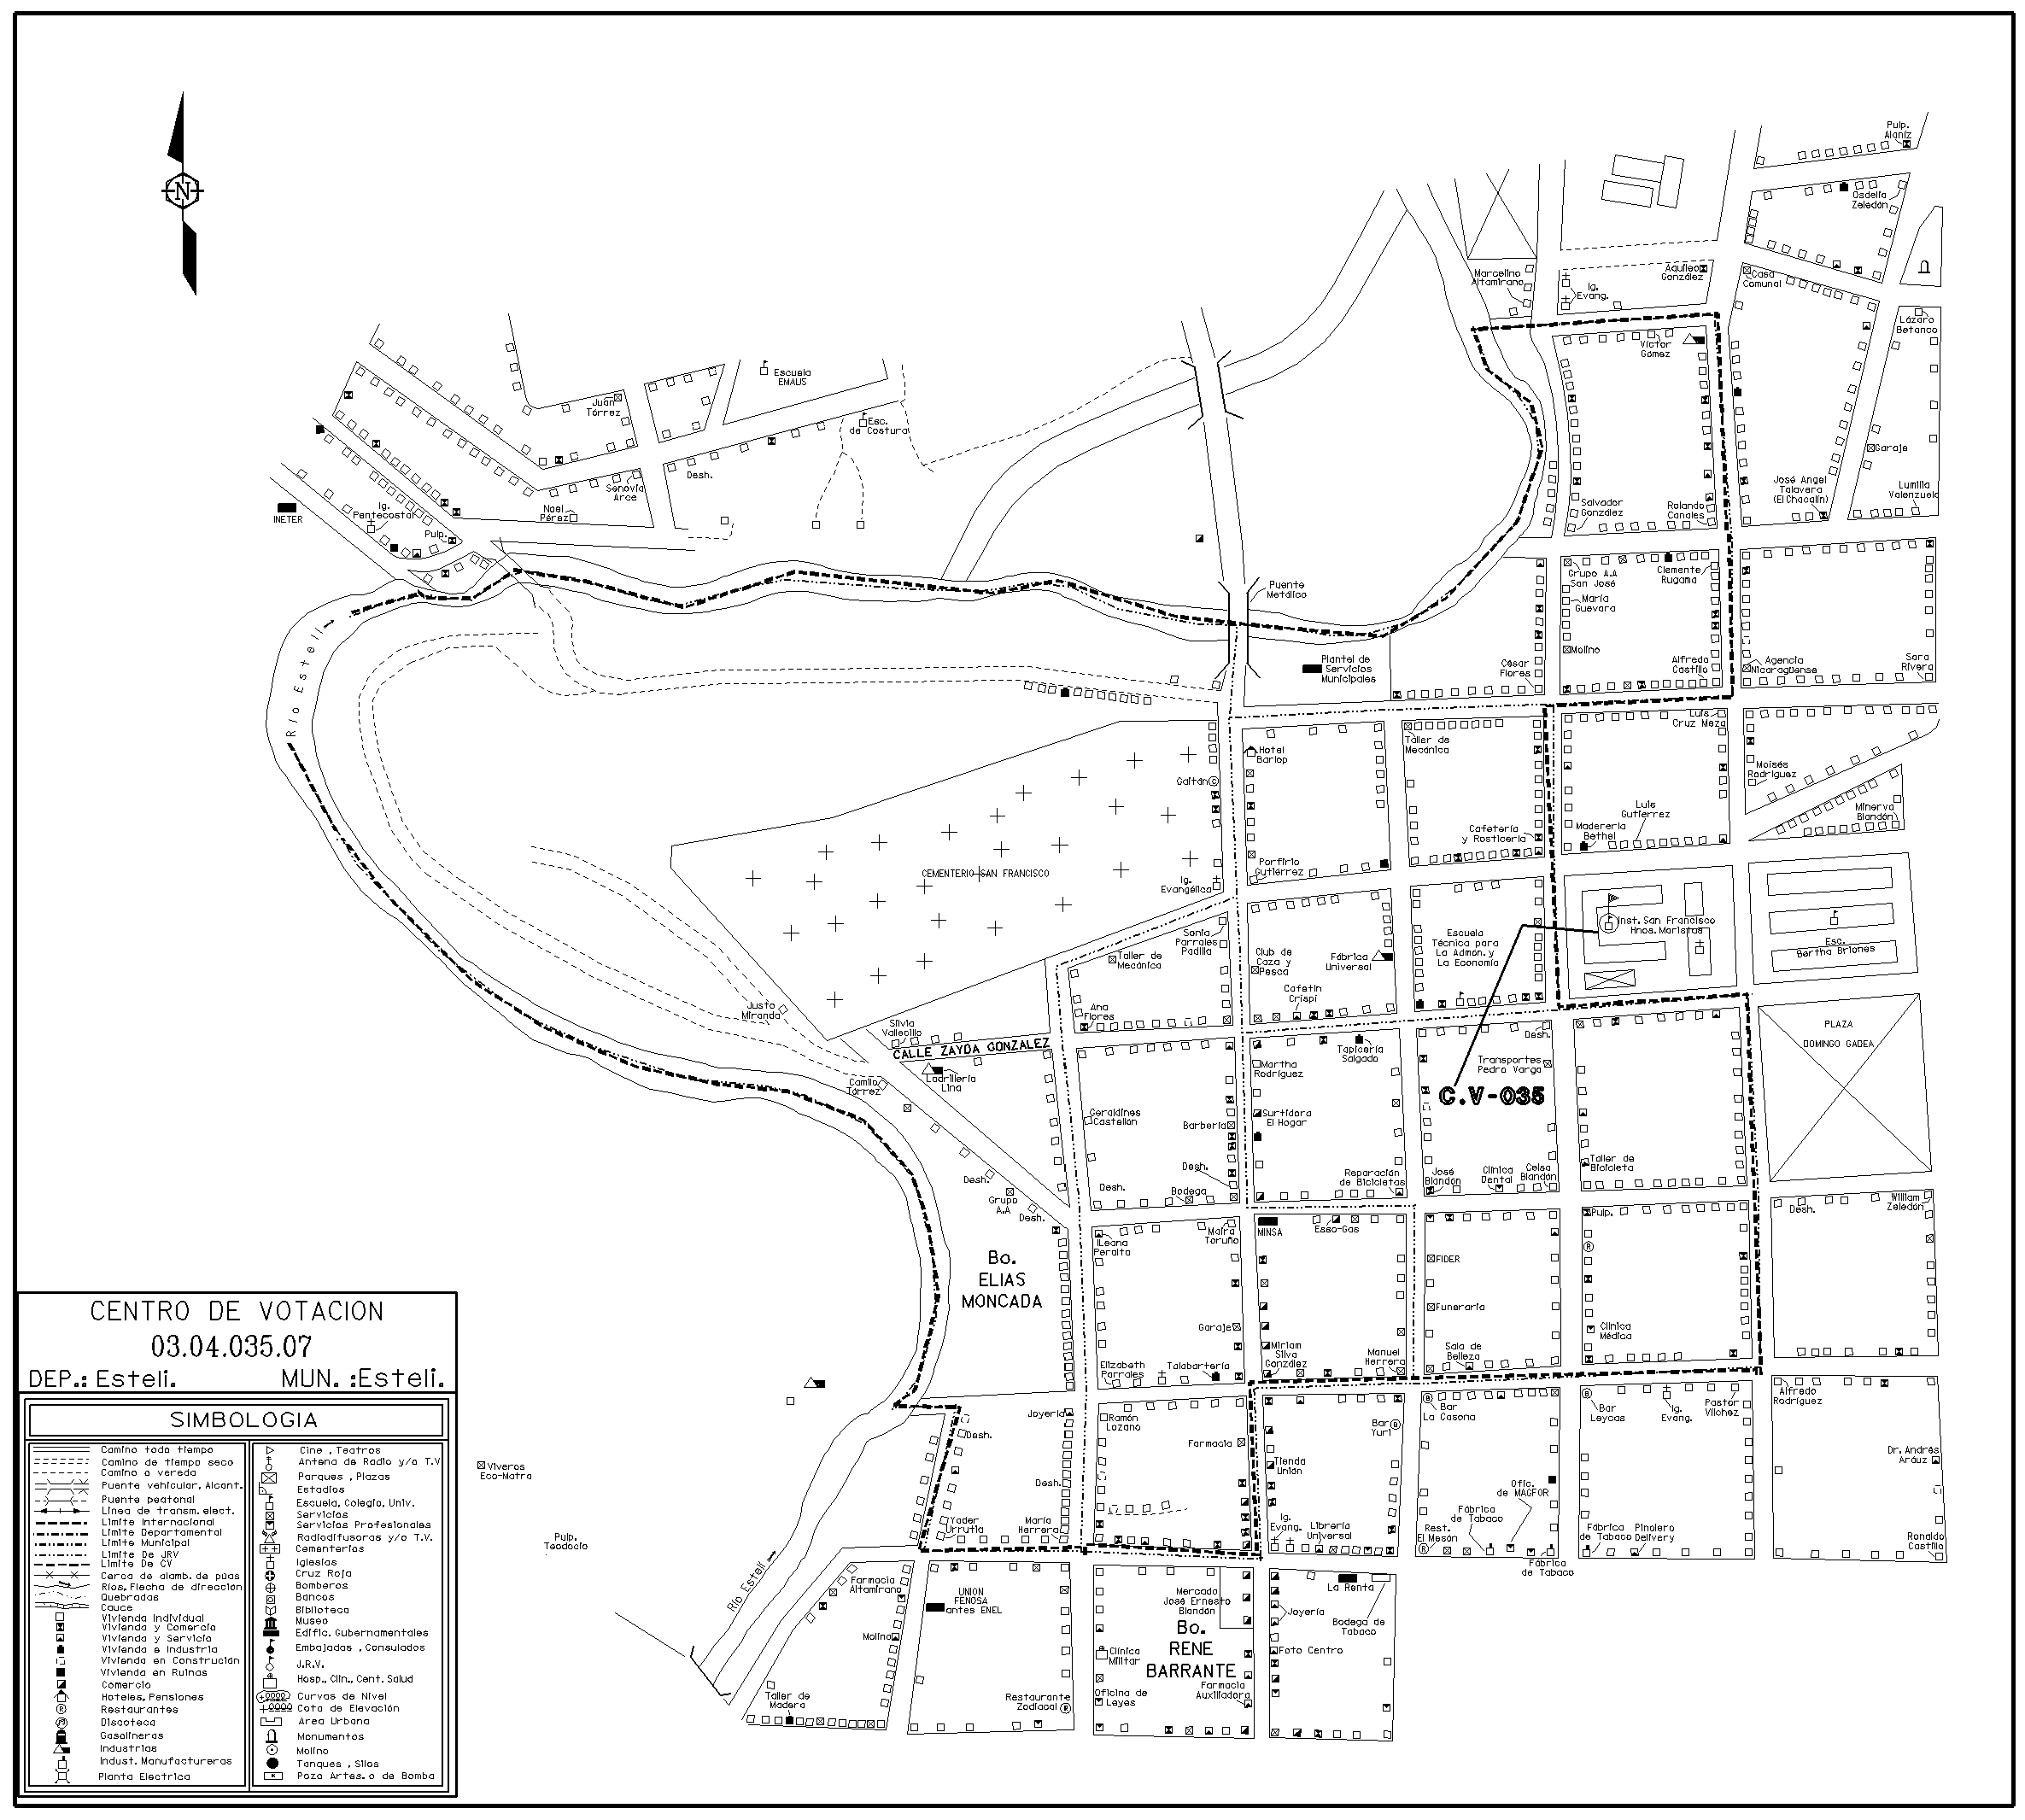 N
Pulp.
Alaniz
Osdelia
Zeledón
Marcelino
Altamirano
Ig.
Evang.
Aquileo
González
Casa
Comunal
Lázaro
Betanco
Víctor
Gómez
Escuela
EMAUS
Juan
Tórrez
Esc.
de Costura
Garaje
Desh.
Senovia
Arce
José Angel
Talavera
(El Chacalín)
Lumilla
Valenzuela
INETER
Ig.
Pentecostal
Noel
Pérez
Pulp.
Salvador
González
Rolando
Canales
Grupo A.A
San José
Clemente
Rugama
María
Guevara
Puente
Metálico
Río Estelí
Molino
Plantel de
Servicios
Municipales
César
Flores
Alfredo
Castillo
Agencia
Nicaragüense
Sara
Rivera
Luis
Cruz Meza
Taller de
Mecánica
Hotel
Barlop
Gaitán
Moisés
Rodríguez
Luis
Gutierrez
Minerva
Blandón
Cafetería
y Rosticería
Maderería
Bethel
CEMENTERIO SAN FRANCISCO
Ig.
Evangélica
Porfirio
Gutiérrez
Inst. San Francisco
Hnos. Maristas
Esc.
Bertha Briones
Sonia
Parrales
Padilla
Escuela
Técnica para
La Admón. y
La Economía
Taller de
Mecánica
Club de
Caza y
Pesca
Fábrica
Universal
Cafetín
Crispi
Ana
Flores
Justo
Miranda
Silvia
Vallecillo
CALLE ZAYDA GONZALEZ
PLAZA
DOMINGO GADEA
Desh.
Tapicería
Salgado
Transportes
Pedro Varga
Martha
Rodríguez
Ladrillería
Lina
Camilo
Tórrez
C.V-035
Geraldines
Castellón
Surtidora
El Hogar
Barbería
Desh.
Desh.
Desh.
Bodega
Reparación
de Bicicletas
José
Blandón
Clínica
Dental
Celsa
Blandón
Taller de
Bicicleta
Grupo
A.A
Desh.
Desh.
William
Zeledón
Ileana
Peralta
Maira
Toruño
MINSA
Esso-Gas
Pulp.
FIDER
Bo.
ELIAS
MONCADA
Funeraria
Garaje
Clínica
Médica
Sala de
Belleza
Miriam
Silva
González
Manuel
Herrera
Elizabeth
Parrales
Talabartería
Joyería
Ramón
Lozano
Bar
La Casona
Bar
Leycas
Ig.
Evang.
Pastor
Vílchez
Alfredo
Rodríguez
Desh.
Farmacia
Bar
Yuri
Dr. Andrés
Aráuz
Viveros
Eco-Matra
Tienda
Unión
Desh.
Ofic.
de MAGFOR
Fábrica
de Tabaco
Yader
Urrutia
María
Herrera
Ig.
Evang.
Librería
Universal
Rest.
El Mesón
Fábrica
de Tabaco
Pinolero
Delivery
Ronaldo
Castillo
Pulp.
Teodocio
Fábrica
de Tabaco
Río Estelí
Farmacia
Altamirano
UNION
FENOSA
antes ENEL
Mercado
José Ernesto
Blandón
La Renta
Joyería
Bodega de
Tabaco
Bo.
RENE
BARRANTE
Molino
Clínica
Militar
Foto Centro
Farmacia
Auxiliadora
Taller de
Madera
Restaurante
Zodiacal
Oficina de
Leyes
CENTRO DE VOTACION
03.04.035.07
DEP.: Estelí. MUN. :Estelí.
SIMBOLOGIA
Camino todo tiempo
Camino de tiempo seco
Camino o vereda
Puente vehicular, Alcant.
Puente peatonal
Línea de transm. elect.
Límite Internacional
Límite Departamental
Límite Municipal
Límite De JRV
Límite De CV
Cerca de alamb. de púas
Ríos, Flecha de dirección
Quebradas
Cauce
Vivienda Individual
Vivienda y Comercio
Vivienda y Servicio
Vivienda e Industria
Vivienda en Construción
Vivienda en Ruinas
Comercio
Hoteles, Pensiones
Restaurantes
Discoteca
Gasolineras
Industrias
Indust. Manufactureras
Planta Electrica
Cine , Teatros
Antena de Radio y/o T.V
Parques , Plazas
Estadios
Escuela, Colegio, Univ.
Servicios
Servicios Profesionales
Radiodifusoras y/o T.V.
Cementerios
Iglesias
Cruz Roja
Bomberos
Bancos
Biblioteca
Museo
Edific. Gubernamentales
Embajadas , Consulados
J.R.V.
Hosp., Clin., Cent. Salud
Curvas de Nivel
Cota de Elevación
Area Urbana
Monumentos
Molino
Tanques , Silos
Pozo Artes. o de Bomba